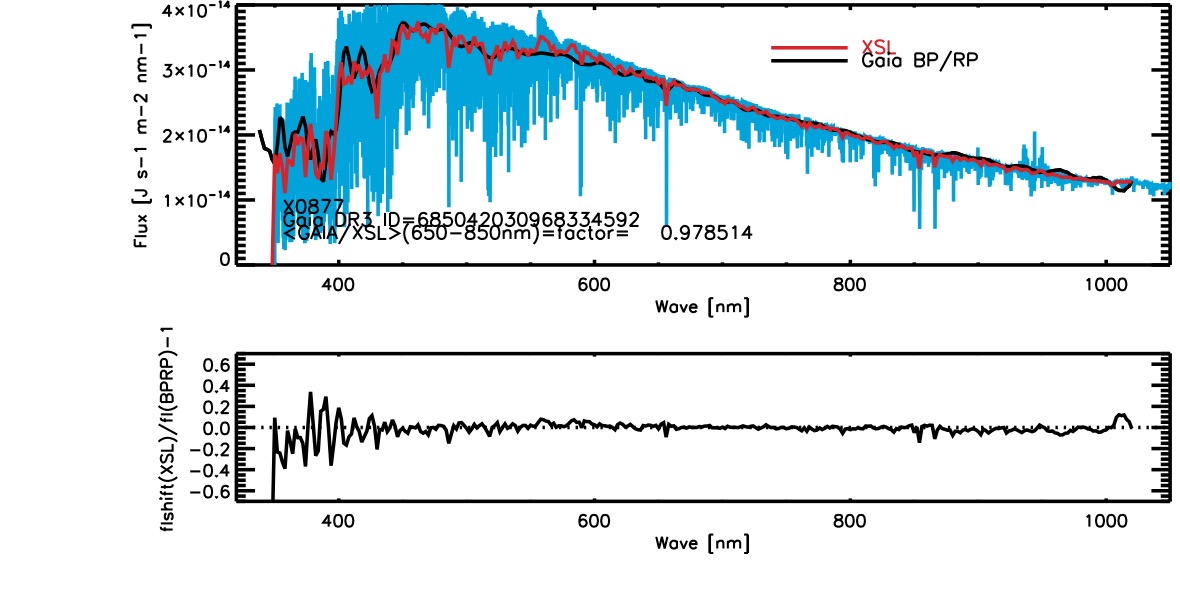 4×10−14
3×10−14
2×10−14
1×10−14
0
Flux [J s−1 m−2 nm−1]
XSL
Gaia BP/RP
X0877
Gaia DR3 ID=685042030968334592
<GAIA/XSL>(650−850nm)=factor= 0.978514
400 600 800 1000
Wave [nm]
0.6
0.4
0.2
0.0
−0.2
−0.4
−0.6
flshift(XSL)/fl(BPRP)−1
400 600 800 1000
Wave [nm]